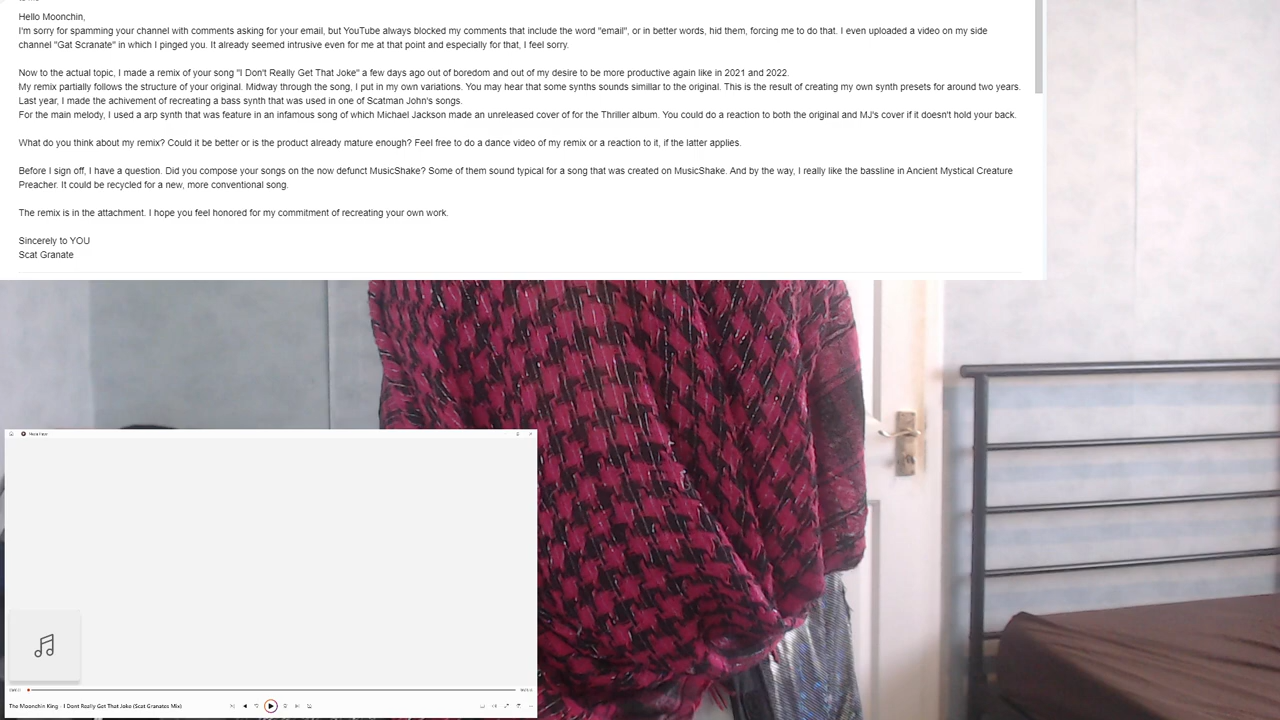 Hello Moonchin,
I'm sorry for spamming your channel with comments asking for your email, but YouTube always blocked my comments that include the word "email", or in better words, hid them, forcing me to do that. I even uploaded a video on my side
channel "Gat Scranate" in which I pinged you. It already seemed intrusive even for me at that point and especially for that, I feel sorry.
Now to the actual topic, I made a remix of your song "I Don't Really Get That Joke" a few days ago out of boredom and out of my desire to be more productive again like in 2021 and 2022.
My remix partially follows the structure of your original. Midway through the song, I put in my own variations. You may hear that some synths sounds simillar to the original. This is the result of creating my own synth presets for around two years.
Last year, I made the achivement of recreating a bass synth that was used in one of Scatman John's songs.
For the main melody, I used a arp synth that was feature in an infamous song of which Michael Jackson made an unreleased cover of for the Thriller album. You could do a reaction to both the original and MJ's cover if it doesn't hold your back.
What do you think about my remix? Could it be better or is the product already mature enough? Feel free to do a dance video of my remix or a reaction to it, if the latter applies.
Before I sign off, I have a question. Did you compose your songs on the now defunct MusicShake? Some of them sound typical for a song that was created on MusicShake. And by the way, I really like the bassline in Ancient Mystical Creature
Preacher. It could be recycled for a new, more conventional song.
The remix is in the attachment. I hope you feel honored for my commitment of recreating your own work.
Sincerely to YOU
Scat Granate
The Moonchin King - I Dont Really Get That Joke (Scat Granates Mix)